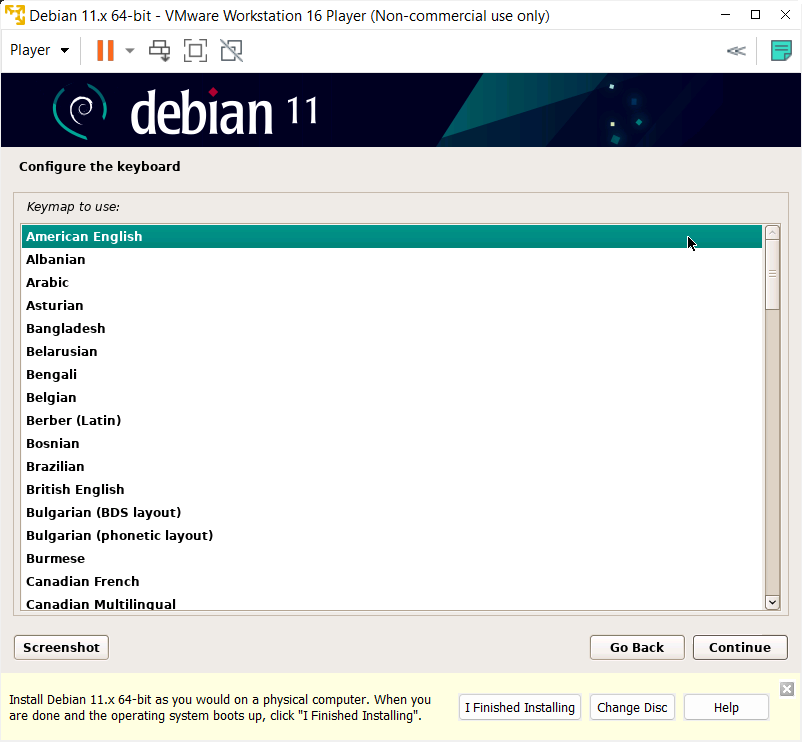 Debian 11.x 64-bit - VMware Workstation 16 Player (Non-commercial use only)
Player
debian 11
Configure the keyboard
Keymap to use:
American English
Albanian
Arabic
Asturian
Bangladesh
Belarusian
Bengali
Belgian
Berber (Latin)
Bosnian
Brazilian
British English
Bulgarian (BDS layout)
Bulgarian (phonetic layout)
Burmese
Canadian French
Canadian Multilingual
Screenshot
Go Back
Continue
Install Debian 11.x 64-bit as you would on a physical computer. When you
are done and the operating system boots up, click "I Finished Installing".
I Finished Installing
Change Disc
Help